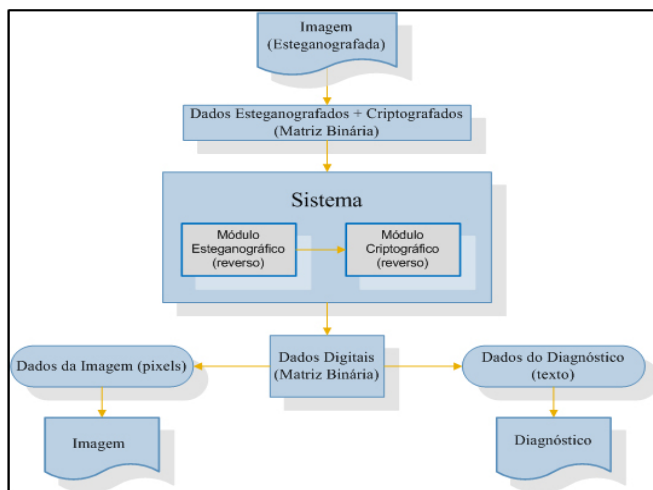 Imagem
(Esteganografada)
Dados Esteganografados + Criptografados
(Matriz Binária)
Sistema
Módulo
Esteganográfico
(reverso)
Módulo
Criptográfico
(reverso)
Dados da Imagem (pixels)
Dados Digitais
(Matriz Binária)
Dados do Diagnóstico
(texto)
Imagem
Diagnóstico